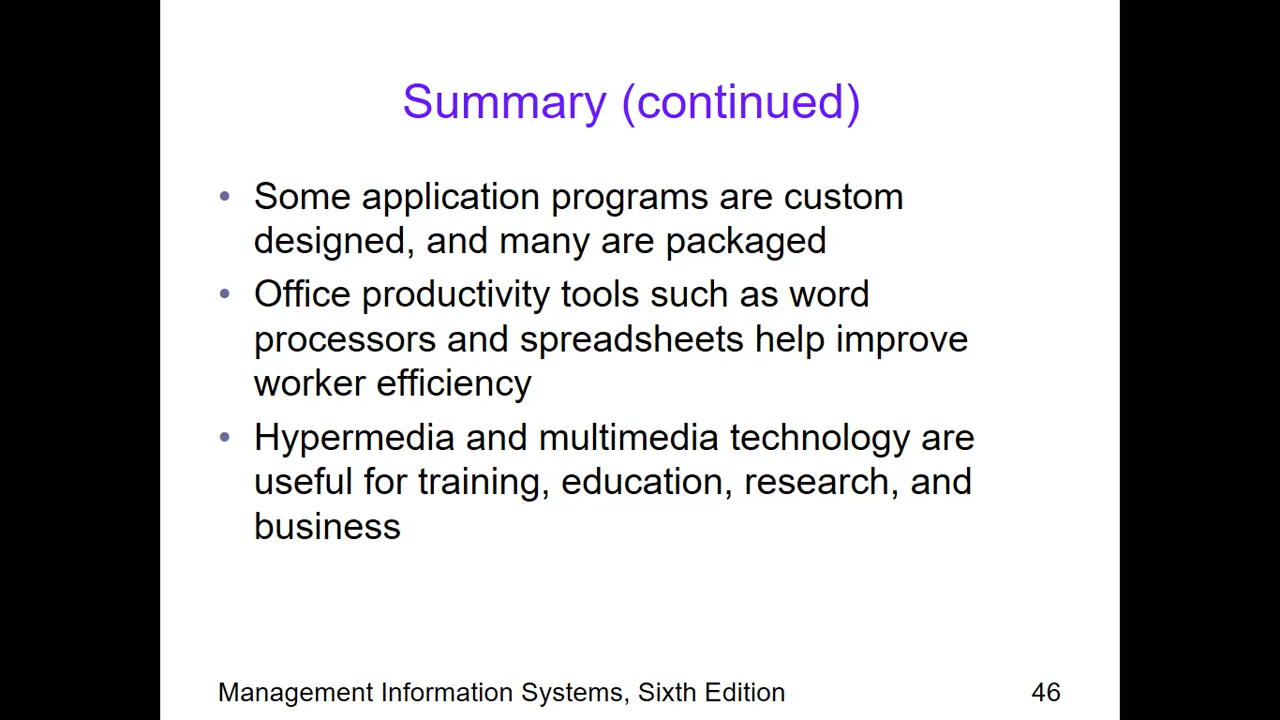 Summary (continued)
• Some application programs are custom
designed, and many are packaged
• Office productivity tools such as word
processors and spreadsheets help improve
worker efficiency
• Hypermedia and multimedia technology are
useful for training, education, research, and
business
Management Information Systems, Sixth Edition 46